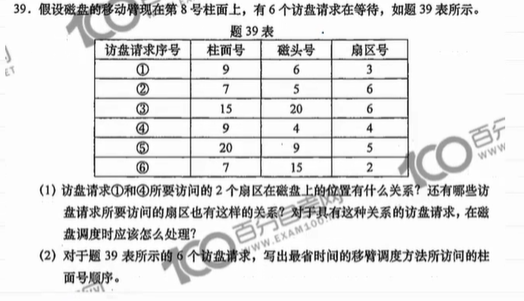 39. 假设磁盘的移动臂现在第 8 号柱面上，有 6 个访盘请求在等待，如题 39 表所示。
题 39 表
访盘请求序号 柱面号 磁头号 扇区号
① 9 6 3
② 7 5 6
③ 15 20 6
④ 9 4 4
⑤ 20 9 5
⑥ 7 15 2
(1) 访盘请求①和④所要访问的 2 个扇区在磁盘上的位置有什么关系？还有哪些访
盘请求所要访问的扇区也有这样的关系？对于具有这种关系的访盘请求，在磁
盘调度时应该怎么处理？
(2) 对于题 39 表所示的 6 个访盘请求，写出最省时间的移臂调度方法所访问的柱
面号顺序。
100 百分自考网
WWW.EXAM100